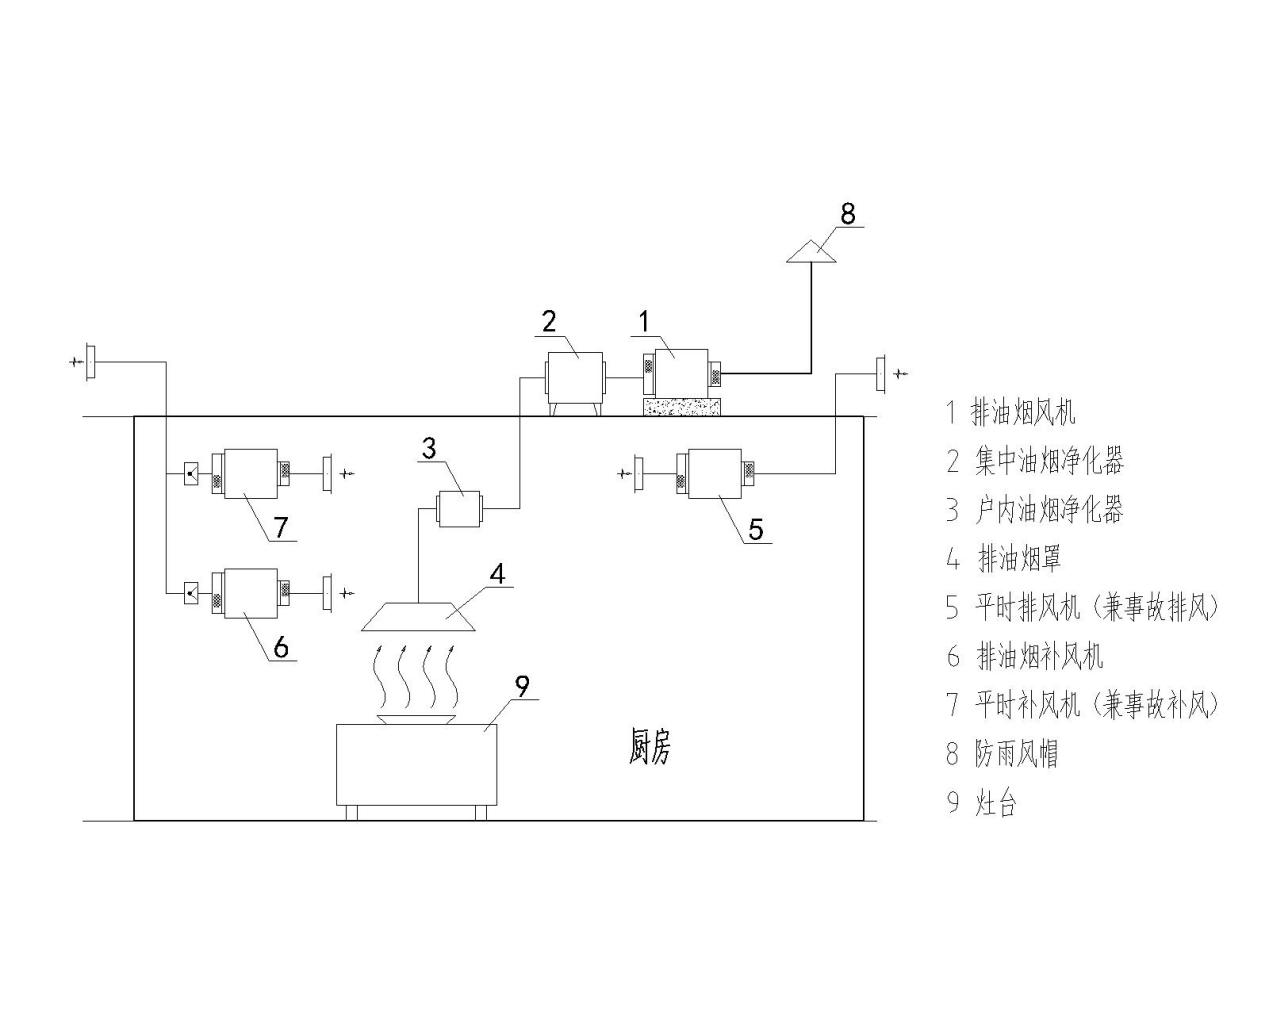 8
2
1
3
7
5
4
6
9
厨房
1 排油烟风机
2 集中油烟净化器
3 户内油烟净化器
4 排油烟罩
5 平时排风机（兼事故排风）
6 排油烟补风机
7 平时补风机（兼事故补风）
8 防雨风帽
9 灶台